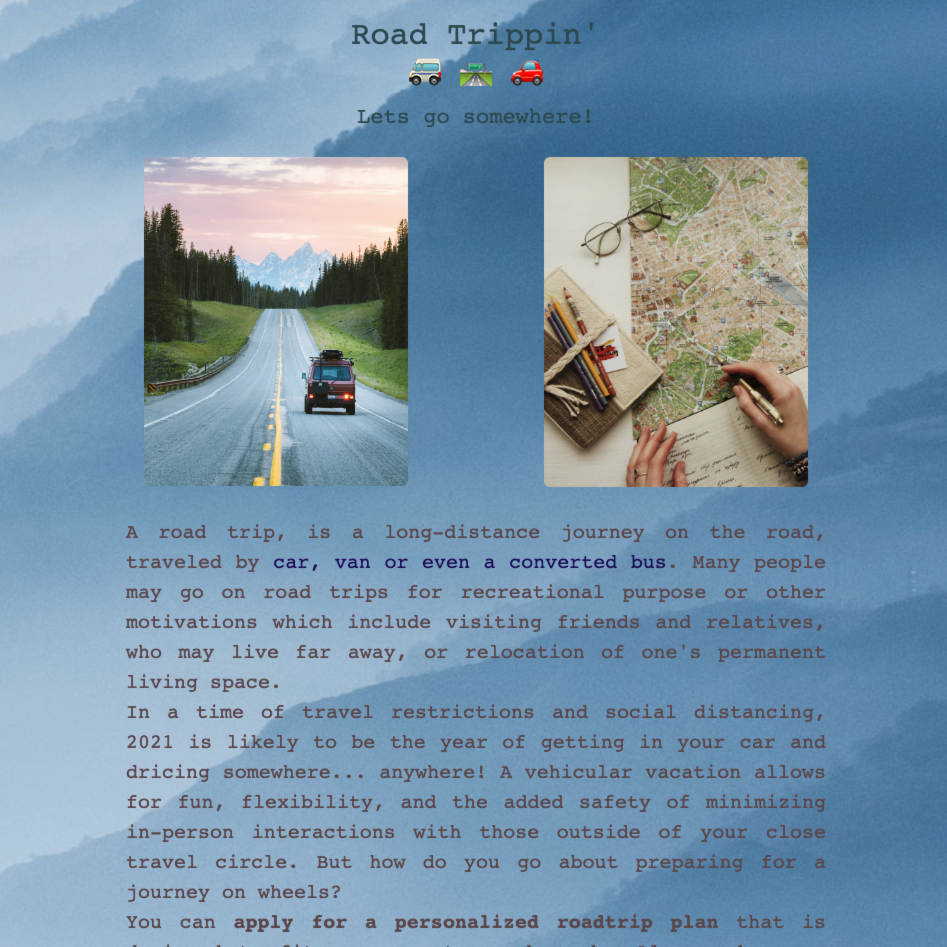 Road Trippin'
Lets go somewhere!
A road trip, is a long-distance journey on the road,
traveled by car, van or even a converted bus. Many people
may go on road trips for recreational purpose or other
motivations which include visiting friends and relatives,
who may live far away, or relocation of one's permanent
living space.
In a time of travel restrictions and social distancing,
2021 is likely to be the year of getting in your car and
dricing somewhere... anywhere! A vehicular vacation allows
for fun, flexibility, and the added safety of minimizing
in-person interactions with those outside of your close
travel circle. But how do you go about preparing for a
journey on wheels?
You can apply for a personalized roadtrip plan that is